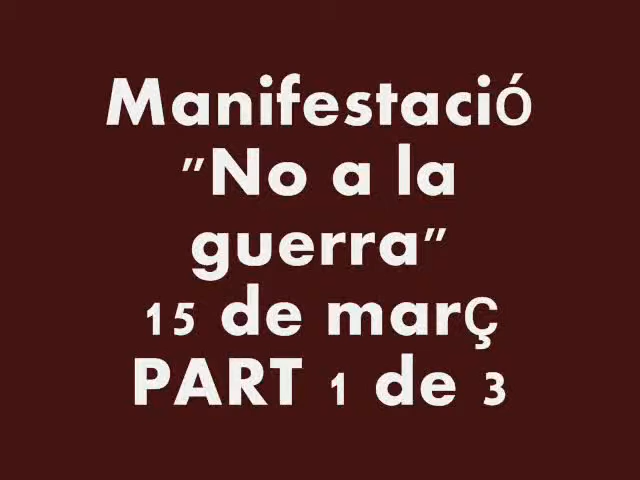 Manifestació
"No a la
guerra"
15 de març
PART 1 de 3